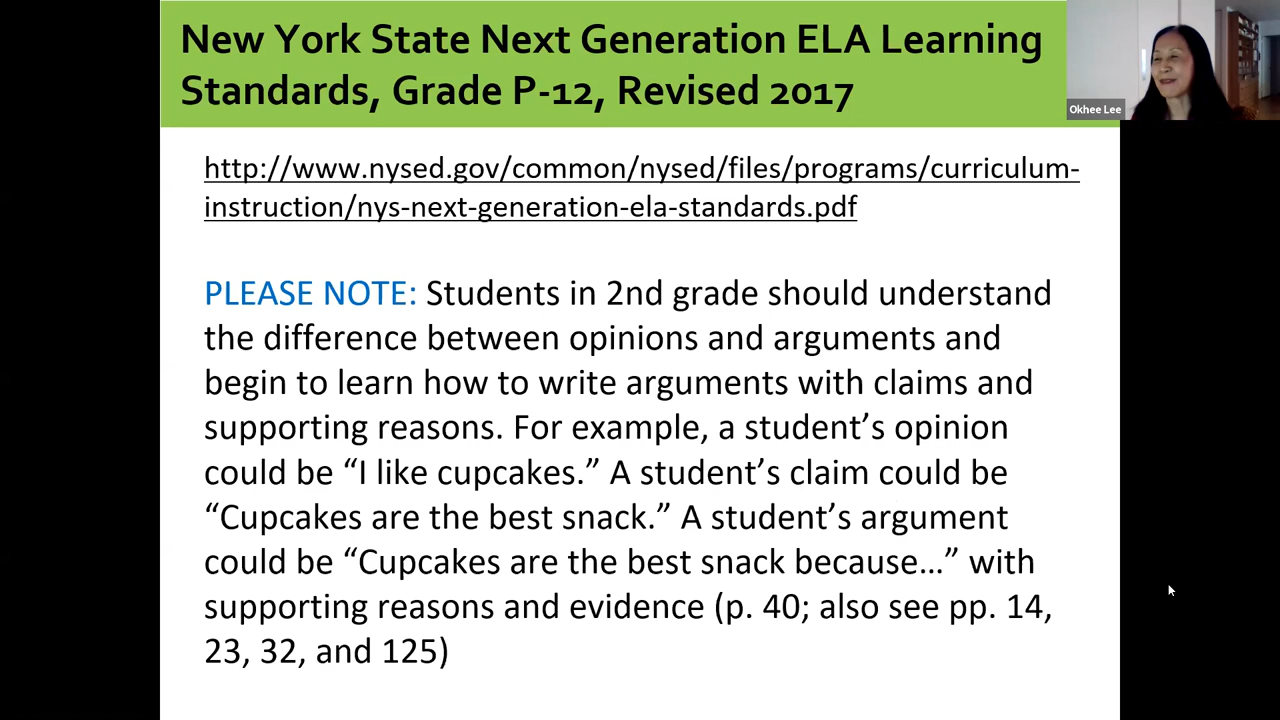 New York State Next Generation ELA Learning
Standards, Grade P-12, Revised 2017
Okhee Lee
http://www.nysed.gov/common/nysed/files/programs/curriculum-
instruction/nys-next-generation-ela-standards.pdf
PLEASE NOTE: Students in 2nd grade should understand
the difference between opinions and arguments and
begin to learn how to write arguments with claims and
supporting reasons. For example, a student’s opinion
could be “I like cupcakes.” A student’s claim could be
“Cupcakes are the best snack.” A student’s argument
could be “Cupcakes are the best snack because…” with
supporting reasons and evidence (p. 40; also see pp. 14,
23, 32, and 125)